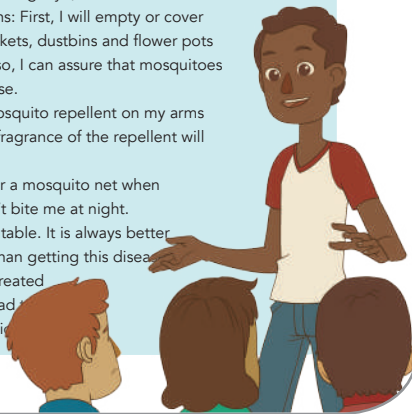 ns: First, I will empty or cover
kets, dustbins and flower pots
so, I can assure that mosquitoes
se.
osquito repellent on my arms
fragrance of the repellent will
r a mosquito net when
't bite me at night.
table. It is always better
han getting this disea
reated
ad